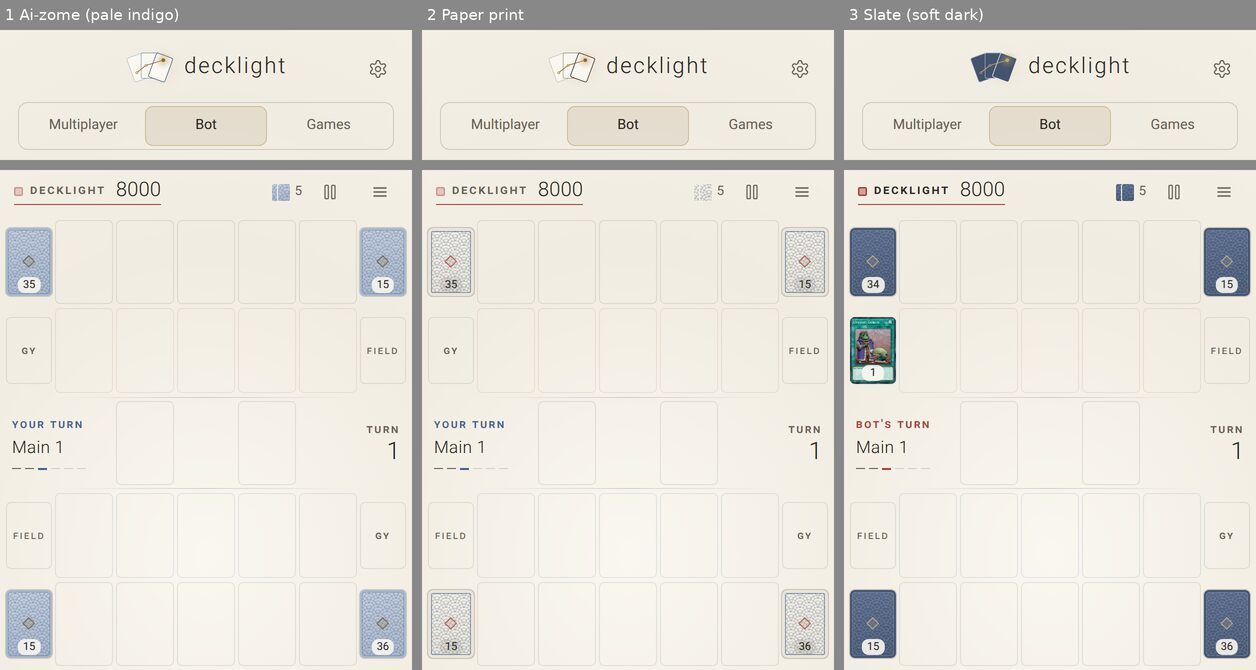 1 Ai-zome (pale indigo)
decklight
Multiplayer Bot Games
DECKLIGHT 8000 5
35 15
GY FIELD
YOUR TURN
Main 1
TURN
1
FIELD GY
15 36
2 Paper print
decklight
Multiplayer Bot Games
DECKLIGHT 8000 5
35 15
GY FIELD
YOUR TURN
Main 1
TURN
1
FIELD GY
15 36
3 Slate (soft dark)
decklight
Multiplayer Bot Games
DECKLIGHT 8000 5
34 15
1 FIELD
BOT'S TURN
Main 1
TURN
1
FIELD GY
15 36